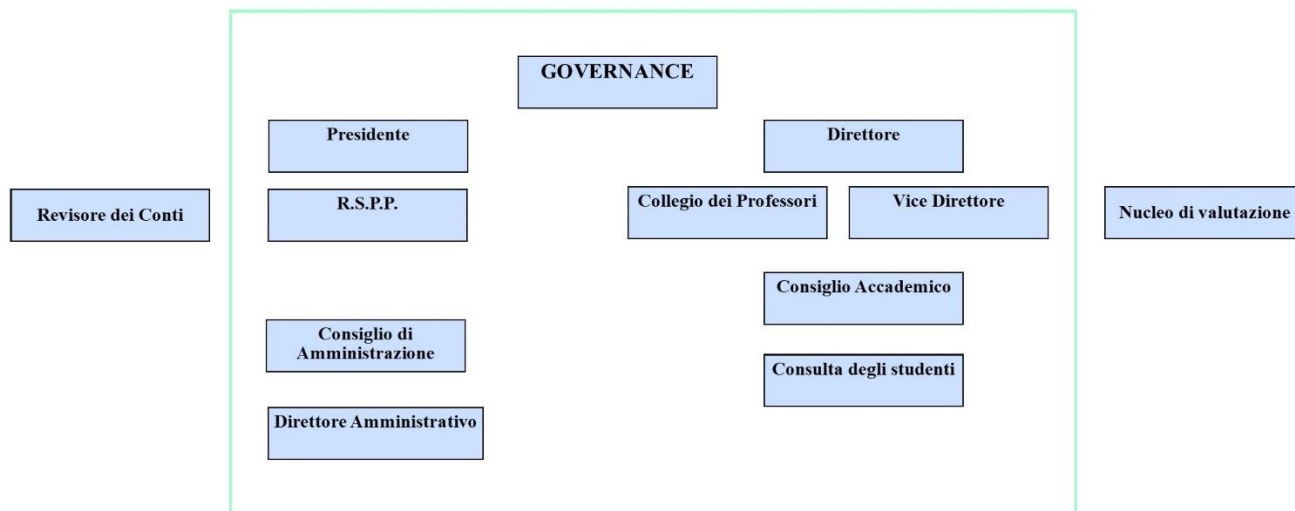 GOVERNANCE
Presidente
Direttore
Revisore dei Conti
R.S.P.P.
Collegio dei Professori
Vice Direttore
Nucleo di valutazione
Consiglio Accademico
Consiglio di
Amministrazione
Consulta degli studenti
Direttore Amministrativo